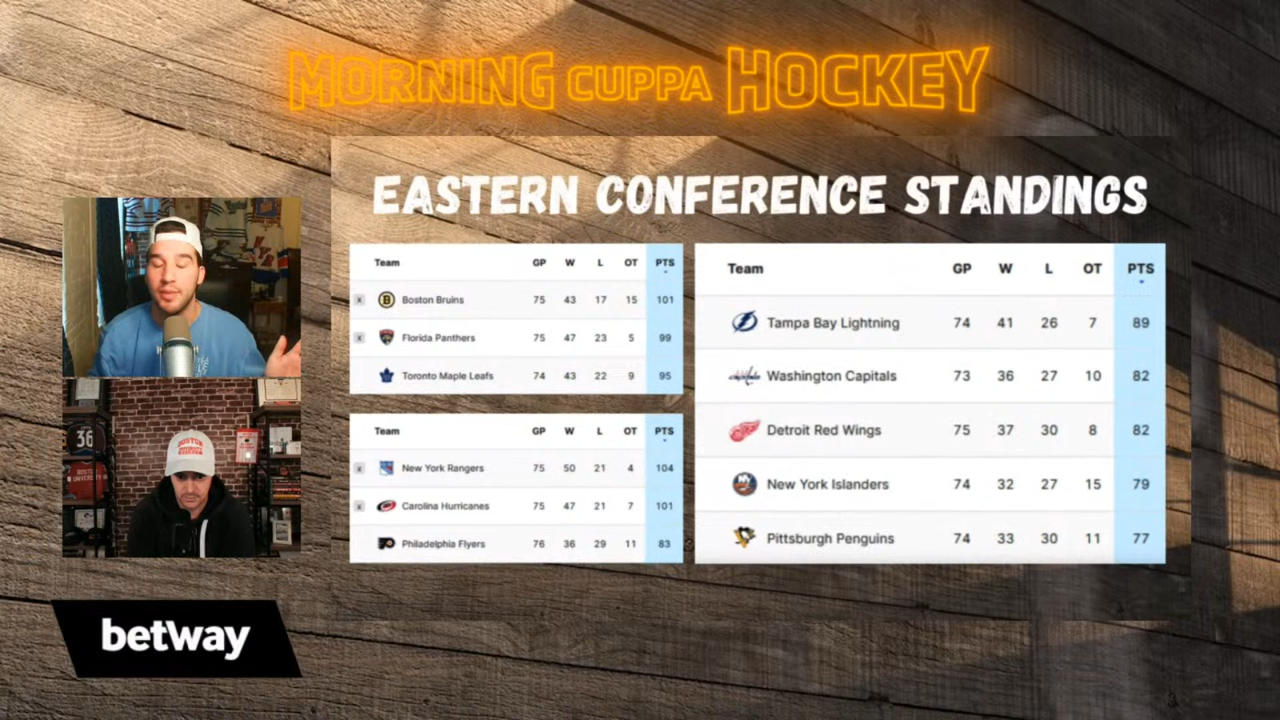 MORNING CUPPA HOCKEY
EASTERN CONFERENCE STANDINGS
Team GP W L OT PTS
X Boston Bruins 75 43 17 15 101
X Florida Panthers 75 47 23 5 99
Toronto Maple Leafs 74 43 22 9 95
Team GP W L OT PTS
X New York Rangers 75 50 21 4 104
X Carolina Hurricanes 75 47 21 7 101
Philadelphia Flyers 76 36 29 11 83
Team GP W L OT PTS
Tampa Bay Lightning 74 41 26 7 89
Washington Capitals 73 36 27 10 82
Detroit Red Wings 75 37 30 8 82
New York Islanders 74 32 27 15 79
Pittsburgh Penguins 74 33 30 11 77
36
BOSTON
betway